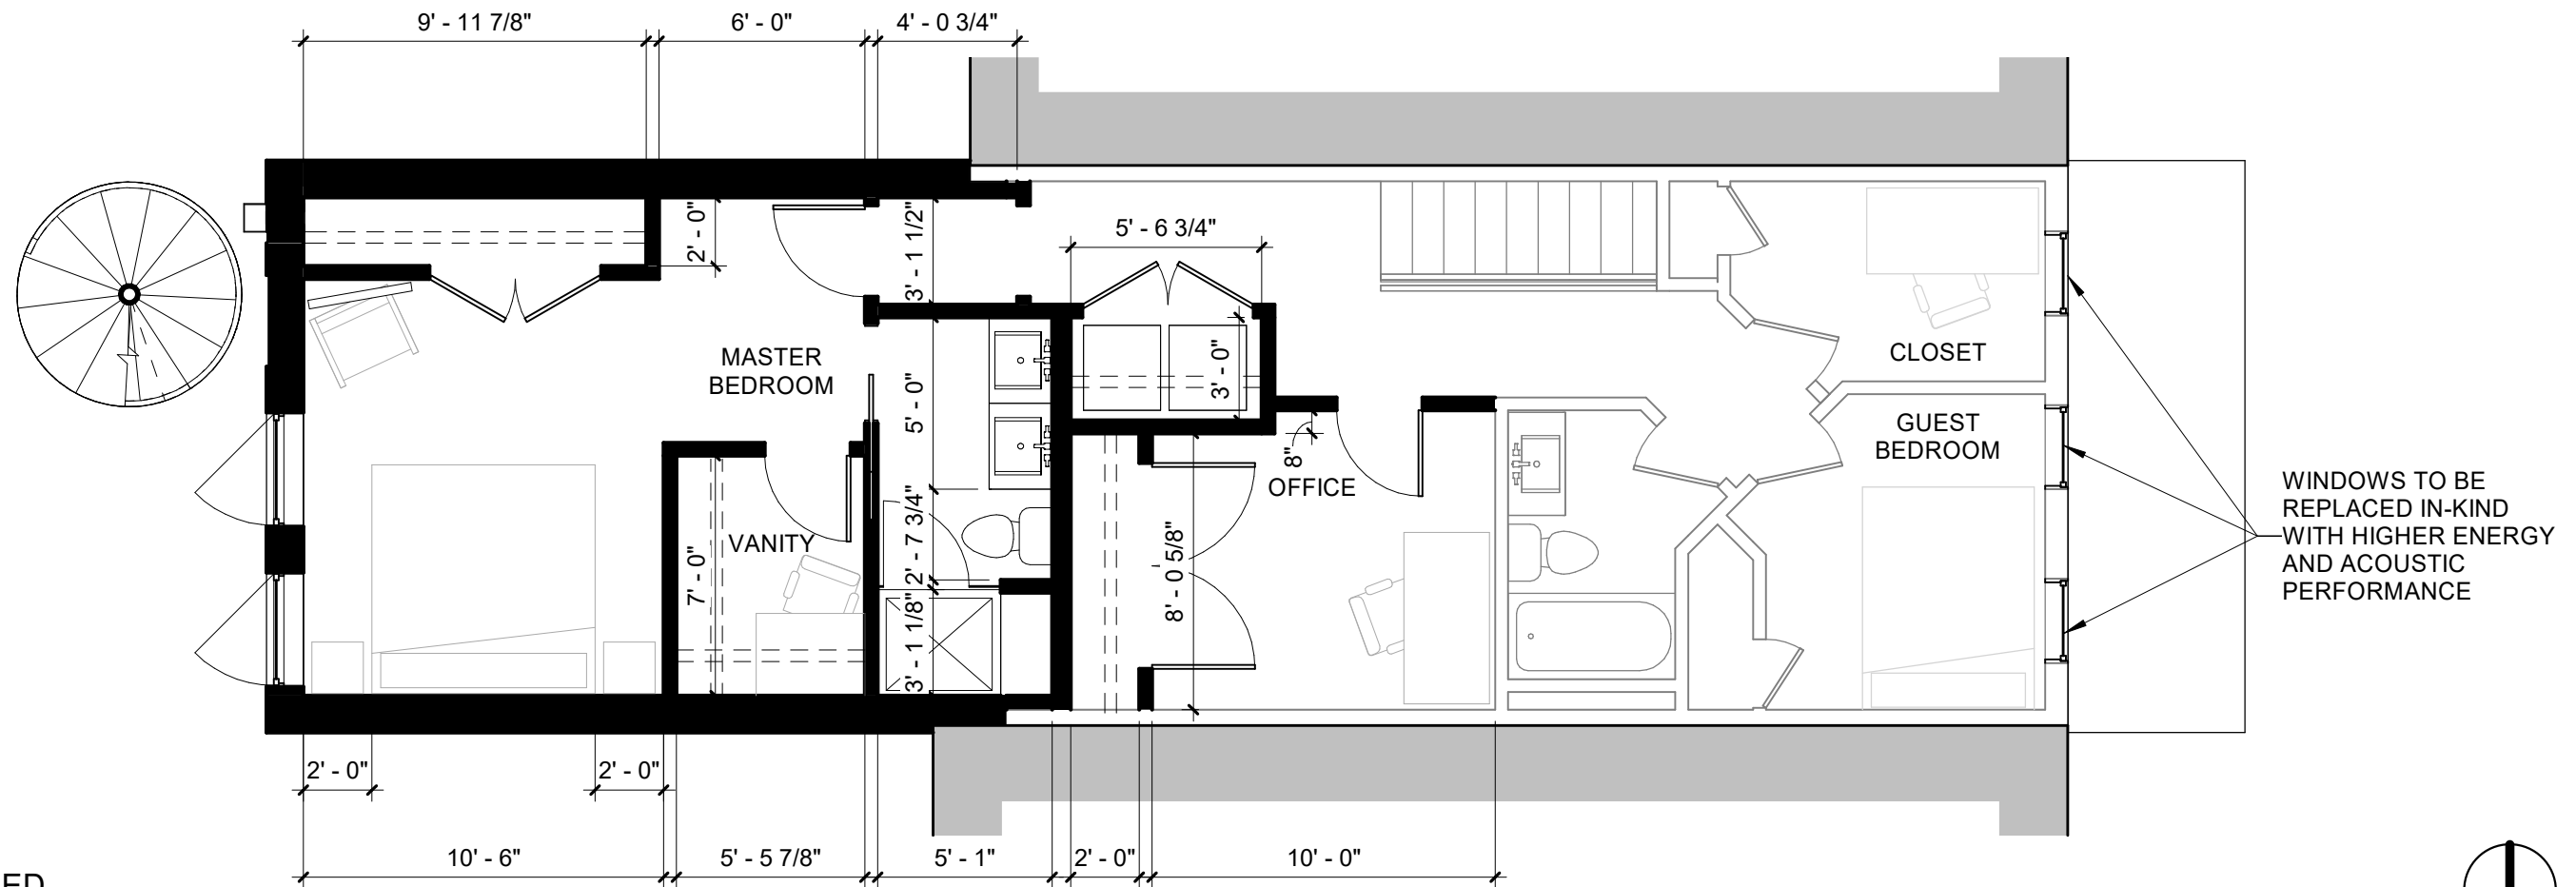 9' - 11 7/8"
6' - 0"
4' - 0 3/4"
2' - 0"
3' - 1 1/2"
5' - 6 3/4"
MASTER
BEDROOM
5' - 0"
3' - 0"
CLOSET
GUEST
BEDROOM
8"
OFFICE
WINDOWS TO BE
REPLACED IN-KIND
WITH HIGHER ENERGY
AND ACOUSTIC
PERFORMANCE
VANITY
7' - 0"
2' - 7 3/4"
8' - 0 5/8"
3' - 1 1/8"
2' - 0"
2' - 0"
10' - 6"
5' - 5 7/8"
5' - 1"
2' - 0"
10' - 0"